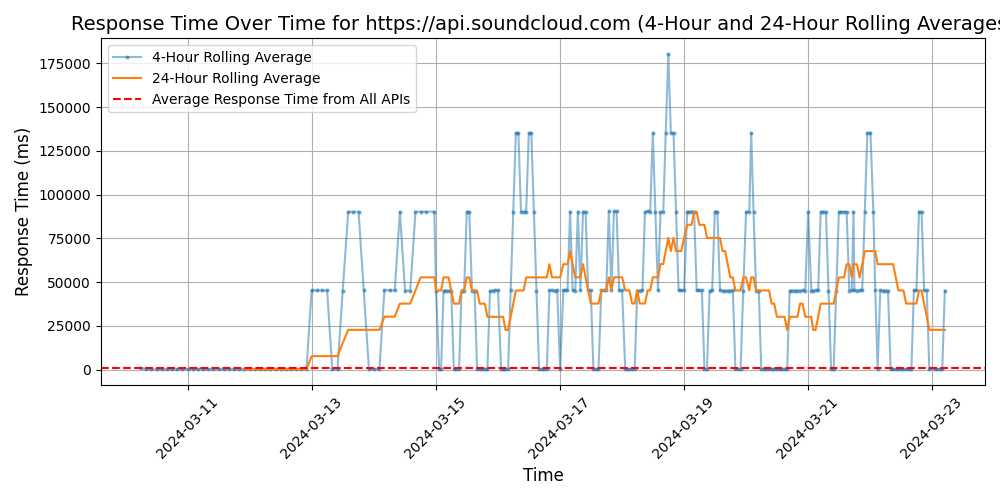 Response Time Over Time for https://api.soundcloud.com (4-Hour and 24-Hour Rolling Averages
4-Hour Rolling Average
24-Hour Rolling Average
Average Response Time from All APIs
Response Time (ms)
175000
150000
125000
100000
75000
50000
25000
0
2024-03-11
2024-03-13
2024-03-15
2024-03-17
2024-03-19
2024-03-21
2024-03-23
Time